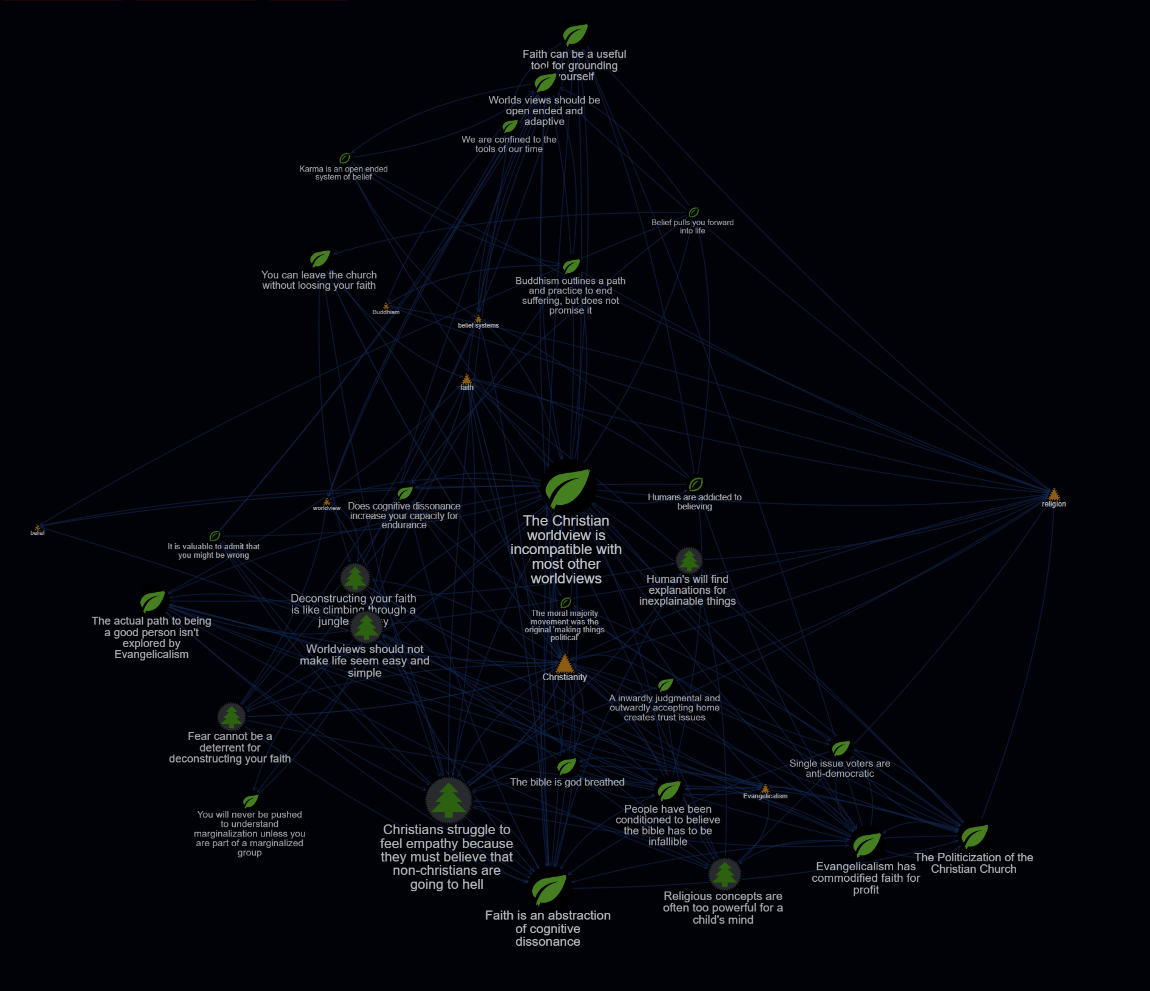 Faith can be a useful
tool for grounding
yourself
Worlds views should be
open ended and
adaptive
We are confined to the
tools of our time
Karma is an open ended
system of belief
Belief pulls you forward
into life
You can leave the church
without loosing your faith
Buddhism outlines a path
and practice to end
suffering, but does not
promise it
Buddhism
belief systems
faith
Humans are addicted to
believing
religion
worldview
Does cognitive dissonance
increase your capacity for
endurance
The Christian
worldview is
incompatible with
most other
worldviews
belief
It is valuable to admit that
you might be wrong
Human's will find
explanations for
inexplainable things
Deconstructing your faith
is like climbing through a
jungle
The actual path to being
a good person isn't
explored by
Evangelicalism
The moral majority
movement was the
original 'making things
political'
Worldviews should not
make life seem easy and
simple
Christianity
A inwardly judgmental and
outwardly accepting home
creates trust issues
Fear cannot be a
deterrent for
deconstructing your faith
Single issue voters are
anti-democratic
The bible is god breathed
Evangelicalism
People have been
conditioned to believe
the bible has to be
infallible
You will never be pushed
to understand
marginalization unless you
are part of a marginalized
group
Christians struggle to
feel empathy because
they must believe that
non-christians are
going to hell
Evangelicalism has
commodified faith for
profit
The Politicization of the
Christian Church
Religious concepts are
often too powerful for a
child's mind
Faith is an abstraction
of cognitive
dissonance